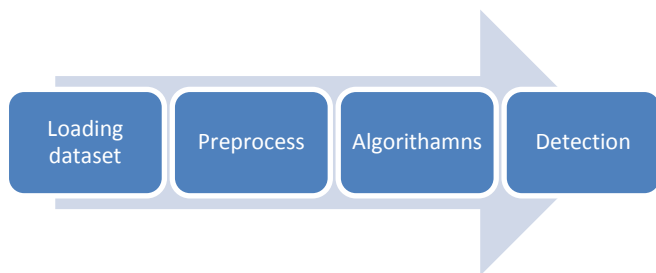 Loading
dataset
Preprocess
Algorithamns
Detection